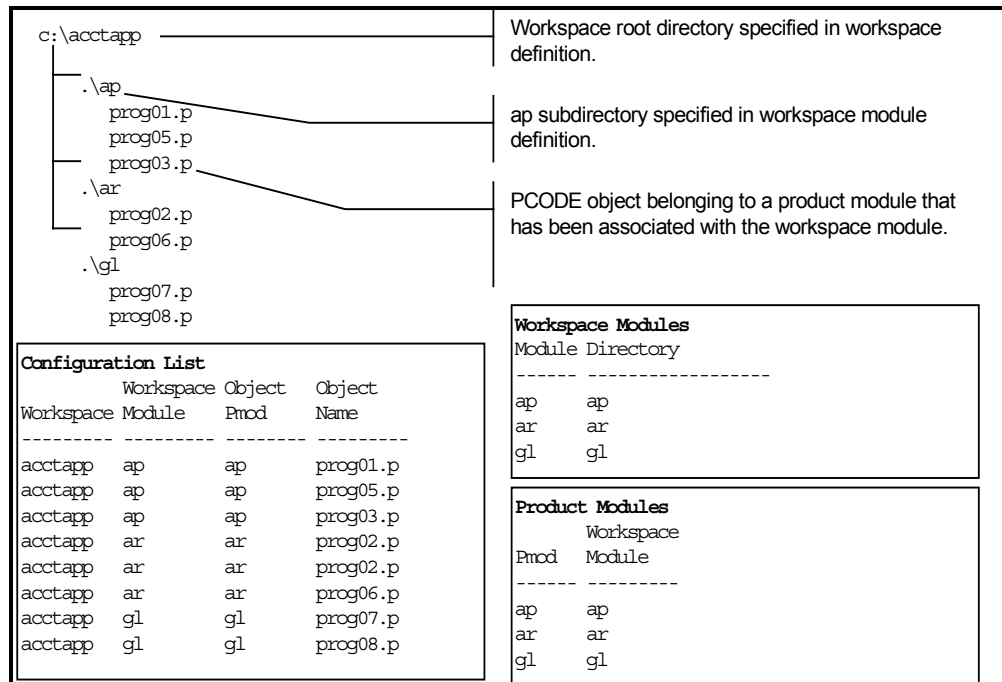 c:\acctapp
.\ap
prog01.p
prog05.p
prog03.p
.\ar
prog02.p
prog06.p
.\gl
prog07.p
prog08.p
Workspace root directory specified in workspace
definition.
ap subdirectory specified in workspace module
definition.
PCODE object belonging to a product module that
has been associated with the workspace module.
Configuration List
Workspace Object Object
Workspace Module Pmod Name
--------- --------- -------- ---------
acctapp ap ap prog01.p
acctapp ap ap prog05.p
acctapp ap ap prog03.p
acctapp ar ar prog02.p
acctapp ar ar prog02.p
acctapp ar ar prog06.p
acctapp gl gl prog07.p
acctapp gl gl prog08.p
Workspace Modules
Module Directory
------ ------------------
ap ap
ar ar
gl gl
Product Modules
Workspace
Pmod Module
------ ---------
ap ap
ar ar
gl gl